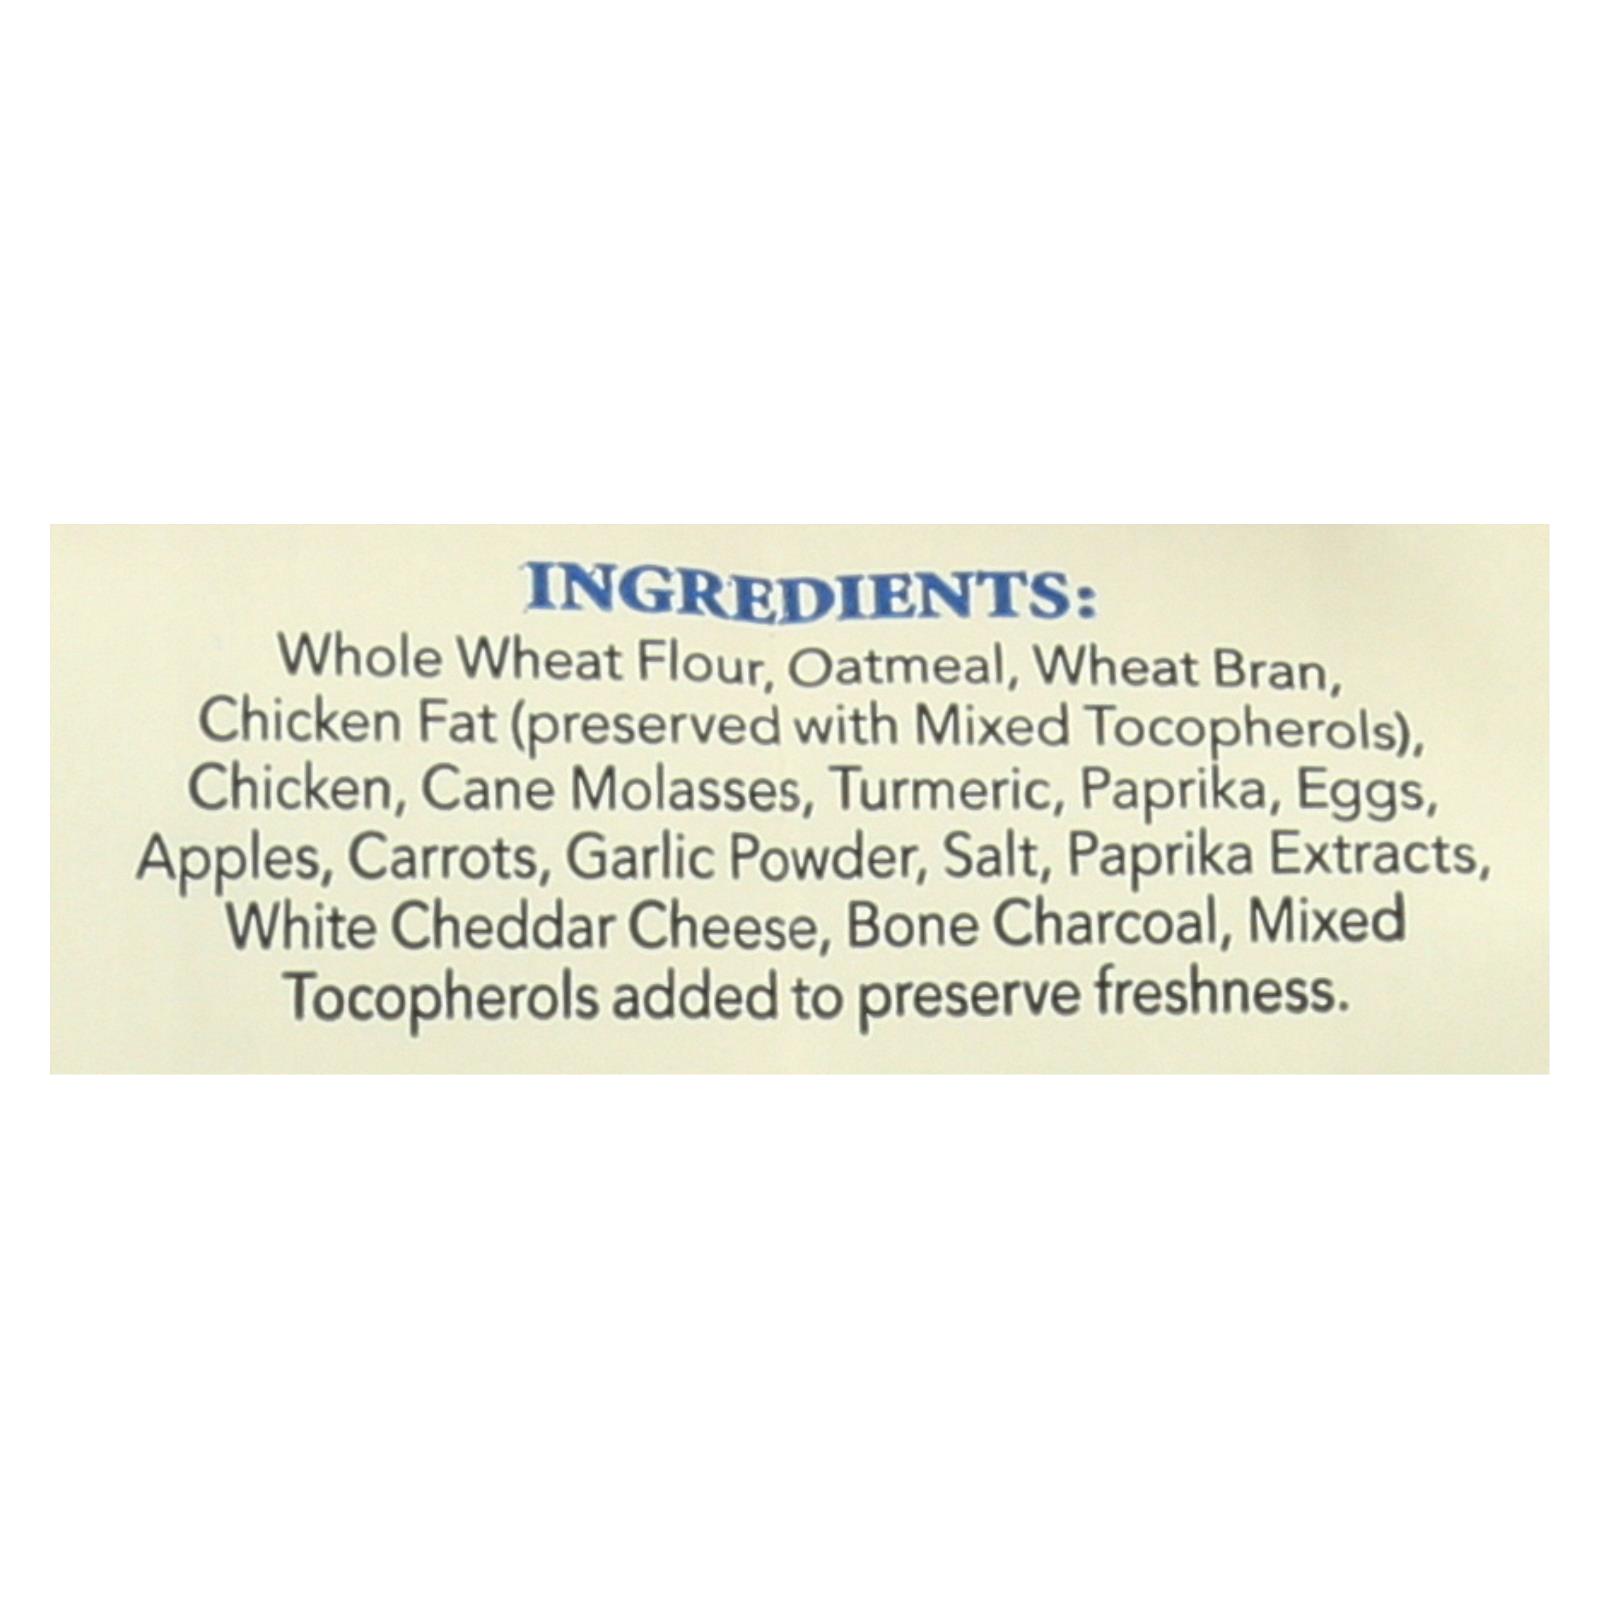 INGREDIENTS:
Whole Wheat Flour, Oatmeal, Wheat Bran,
Chicken Fat (preserved with Mixed Tocopherols),
Chicken, Cane Molasses, Turmeric, Paprika, Eggs,
Apples, Carrots, Garlic Powder, Salt, Paprika Extracts,
White Cheddar Cheese, Bone Charcoal, Mixed
Tocopherols added to preserve freshness.